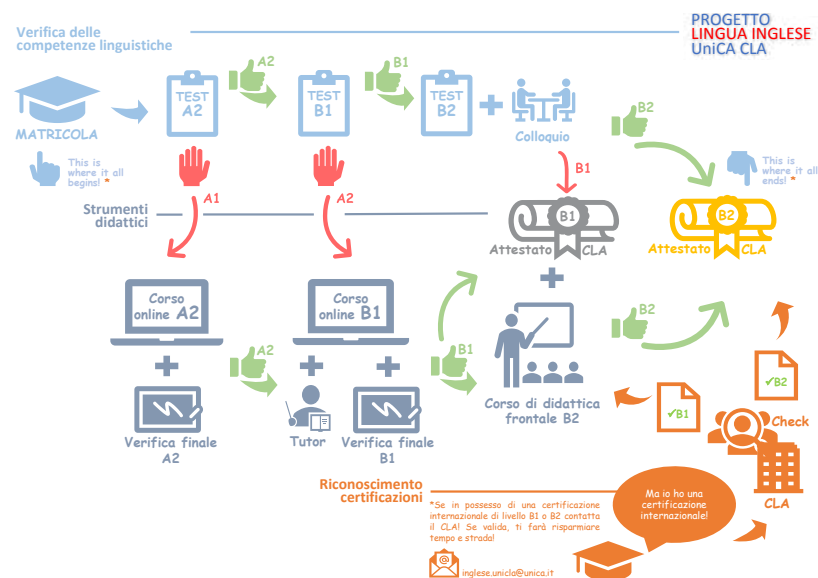 Verifica delle
competenze linguistiche
PROGETTO
LINGUA INGLESE
UniCA CLA
A2
B1
TEST
A2
TEST
B1
TEST
B2
B2
MATRICOLA
Colloquio
This is
where it all
begins! *
This is
where it all
ends! *
B1
A1
A2
Strumenti
didattici
B1
Attestato CLA
B2
Attestato CLA
Corso
online A2
Corso
online B1
B2
A2
B1
✓B2
✓B1
Corso di didattica
frontale B2
Check
Verifica finale
A2
Tutor
Verifica finale
B1
CLA
Riconoscimento
certificazioni
*Se in possesso di una certificazione
internazionale di livello B1 o B2 contatta
il CLA! Se valida, ti farà risparmiare
tempo e strada!
Ma io ho una
certificazione
internazionale!
@
inglese.unicla@unica.it